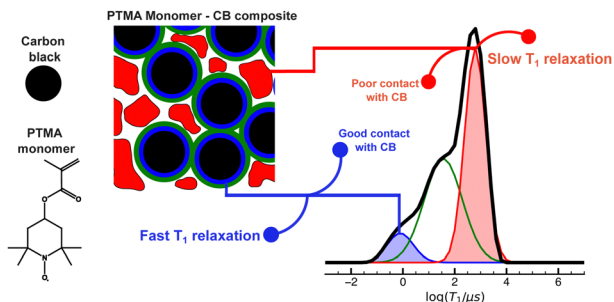 PTMA Monomer - CB composite
Carbon
black
PTMA
monomer
O
O
N
O.
Slow T₁ relaxation
Poor contact
with CB
Good contact
with CB
Fast T₁ relaxation
−2 0 2 4 6
log(T₁/μs)